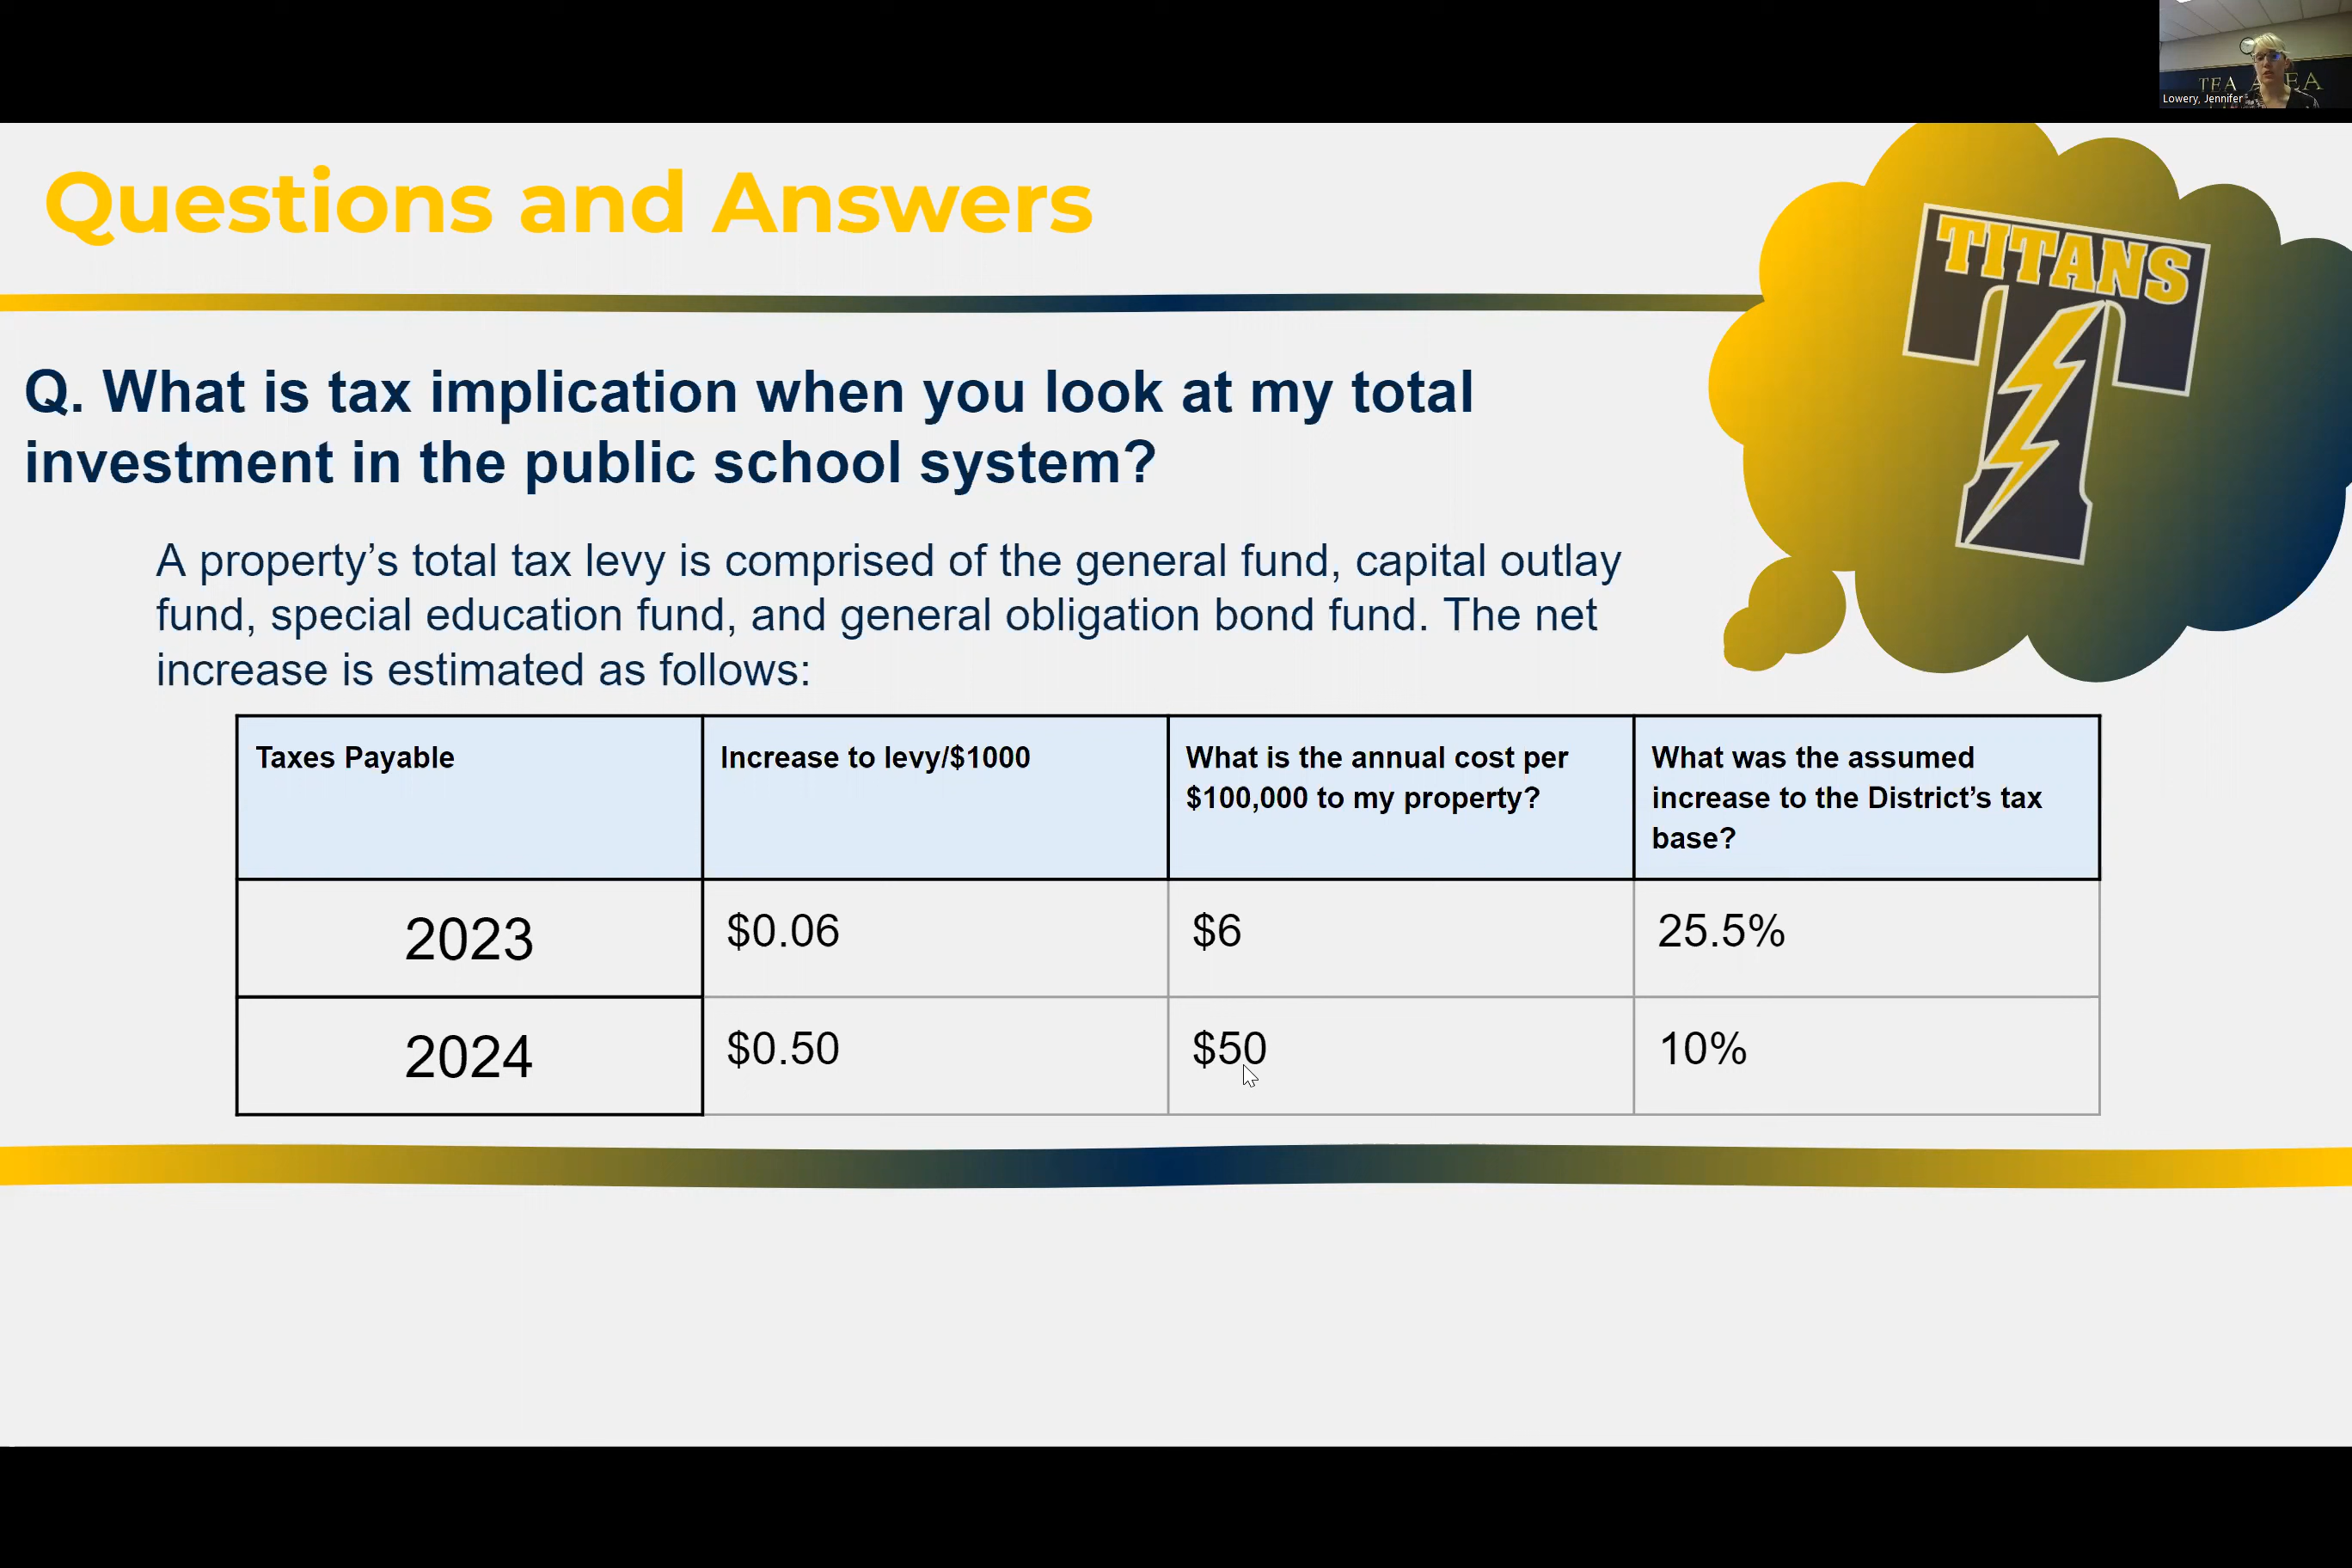 TEA AREA
Lowery, Jennifer
Questions and Answers
TITANS
Q. What is tax implication when you look at my total
investment in the public school system?
A property’s total tax levy is comprised of the general fund, capital outlay
fund, special education fund, and general obligation bond fund. The net
increase is estimated as follows:
Taxes Payable
Increase to levy/$1000
What is the annual cost per
$100,000 to my property?
What was the assumed
increase to the District’s tax
base?
2023
$0.06
$6
25.5%
2024
$0.50
$50
10%